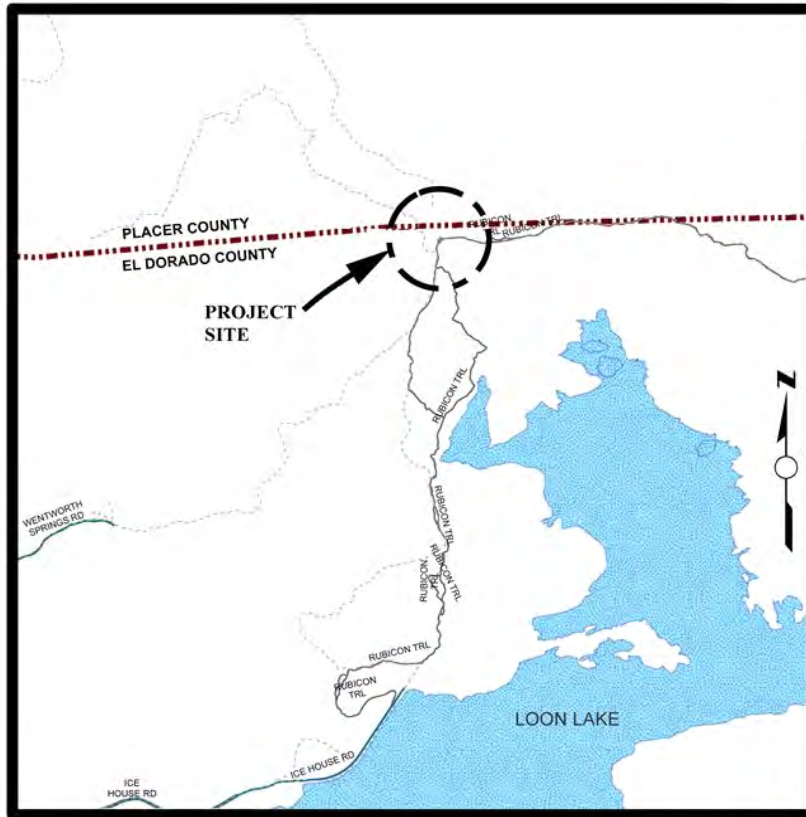 PLACER COUNTY
EL DORADO COUNTY
RUBICON
TRL
RUBICON TRL
PROJECT
SITE
RUBICON TRL
N
WENTWORTH
SPRINGS RD
RUBICON TRL
RUBICON TRL
RUBICON
TRL
RUBICON TRL
RUBICON
TRL
LOON LAKE
ICE HOUSE RD
ICE
HOUSE RD